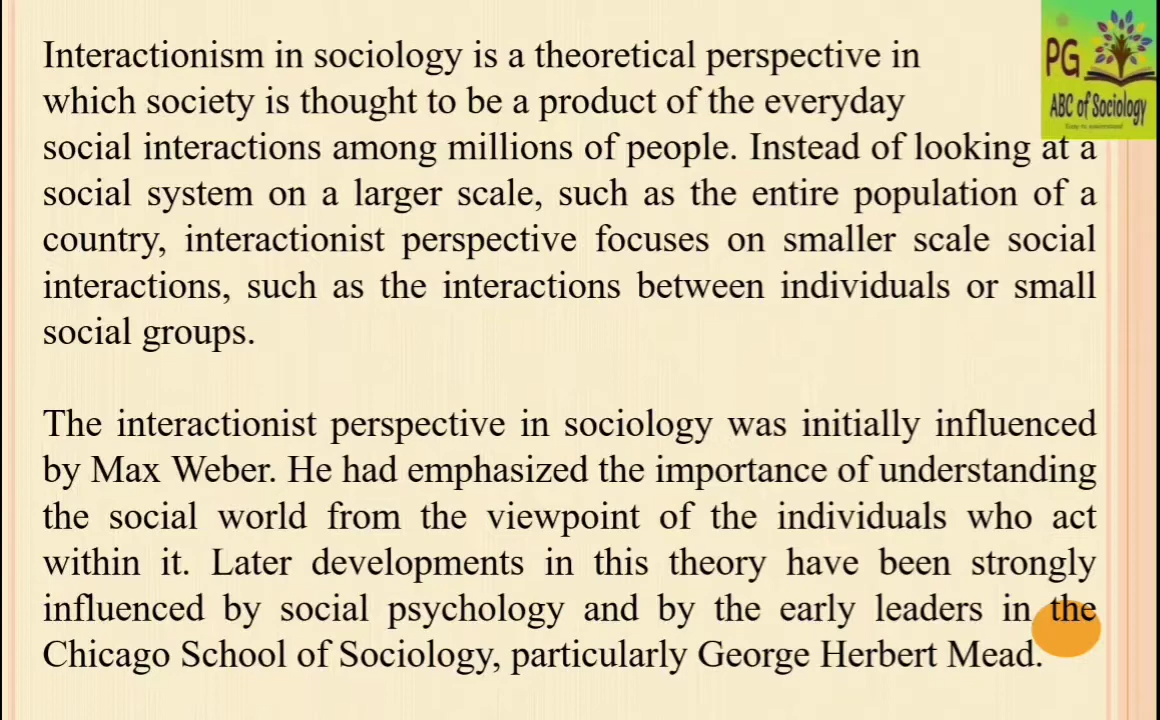 Interactionism in sociology is a theoretical perspective in
which society is thought to be a product of the everyday
social interactions among millions of people. Instead of looking at a
social system on a larger scale, such as the entire population of a
country, interactionist perspective focuses on smaller scale social
interactions, such as the interactions between individuals or small
social groups.
The interactionist perspective in sociology was initially influenced
by Max Weber. He had emphasized the importance of understanding
the social world from the viewpoint of the individuals who act
within it. Later developments in this theory have been strongly
influenced by social psychology and by the early leaders in the
Chicago School of Sociology, particularly George Herbert Mead.
PG
ABC of Sociology